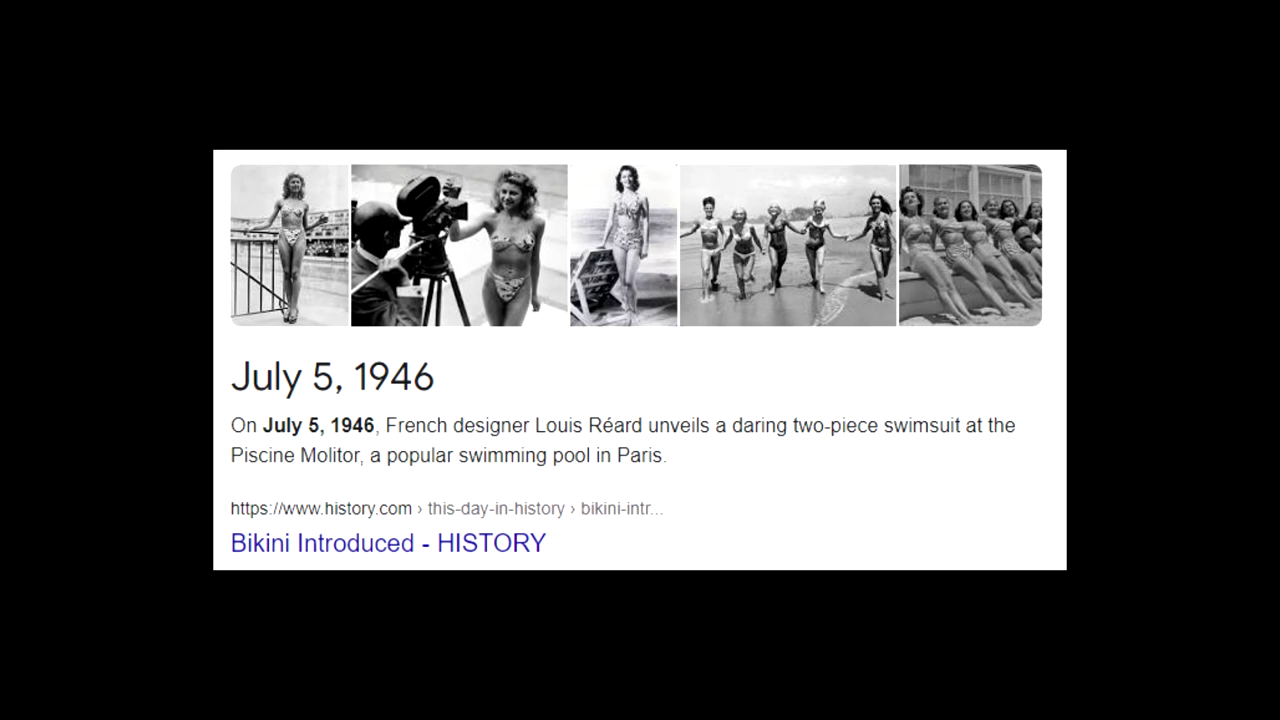 July 5, 1946
On July 5, 1946, French designer Louis Réard unveils a daring two-piece swimsuit at the
Piscine Molitor, a popular swimming pool in Paris.
https://www.history.com › this-day-in-history › bikini-intr...
Bikini Introduced - HISTORY